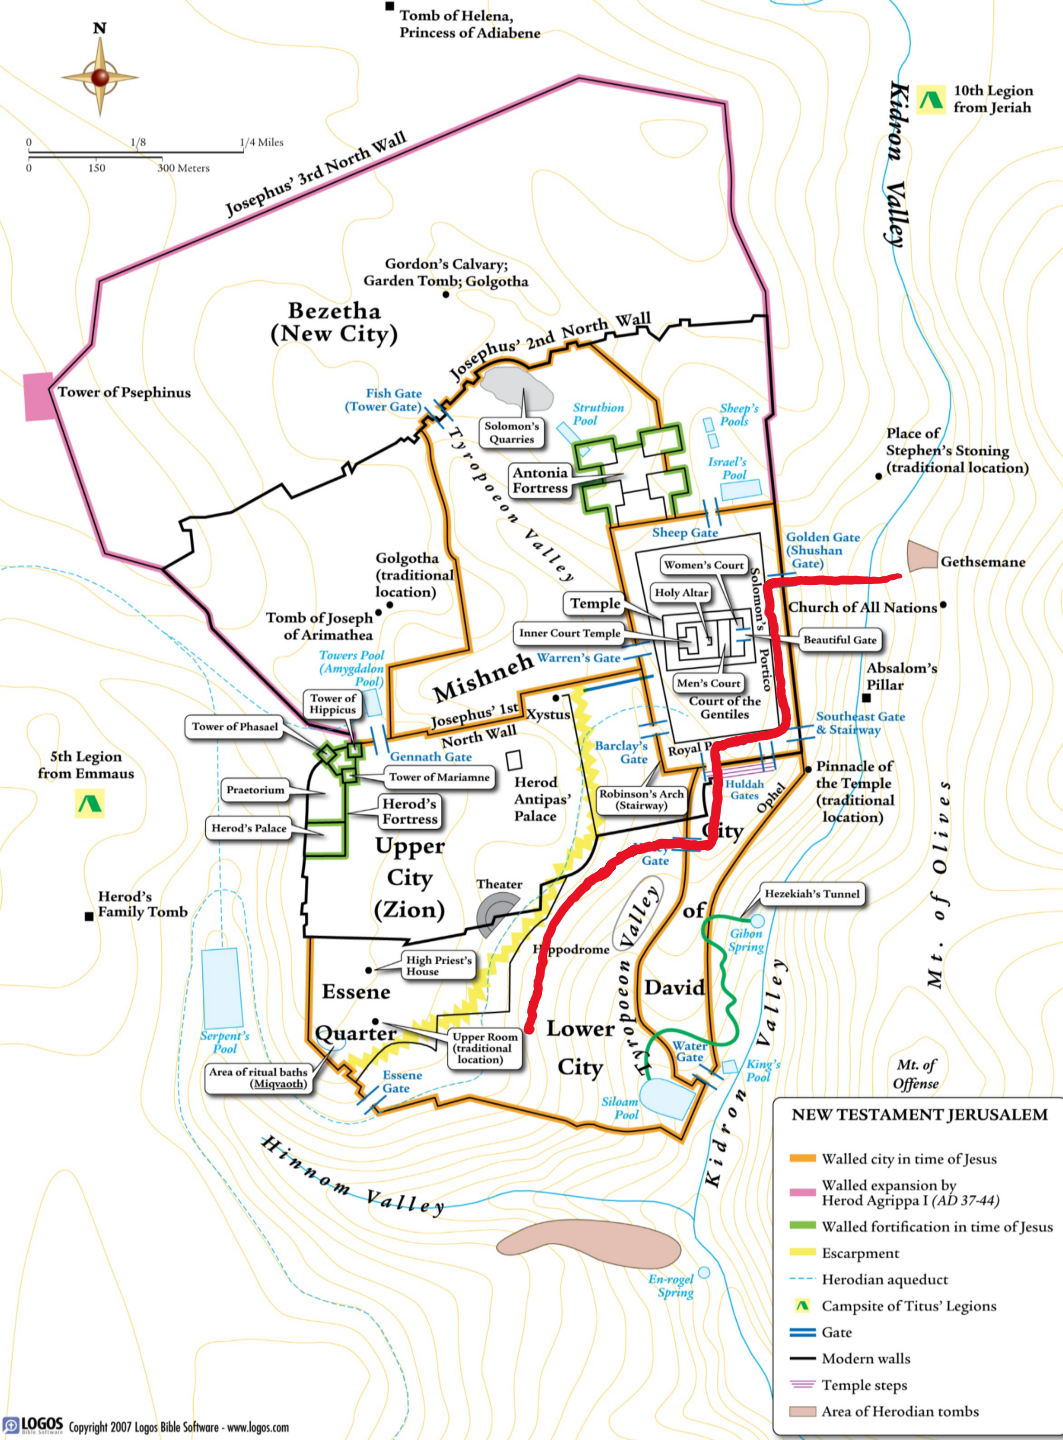 Tomb of Helena,
Princess of Adiabene
N
0 1/8 1/4 Miles
0 150 300 Meters
Kidron Valley
10th Legion
from Jeriah
Josephus' 3rd North Wall
Gordon's Calvary;
Garden Tomb; Golgotha
Bezetha
(New City)
Josephus' 2nd North Wall
Tower of Psephinus
Fish Gate
(Tower Gate)
Solomon's
Quarries
Struthion
Pool
Sheep's
Pools
Israel's
Pool
Place of
Stephen's Stoning
(traditional location)
Tyropoeon Valley
Antonia
Fortress
Sheep Gate
Golden Gate
(Shushan
Gate)
Gethsemane
Golgotha
(traditional
location)
Tomb of Joseph
of Arimathea
Women's Court
Holy Altar
Solomon's Portico
Temple
Inner Court Temple
Church of All Nations
Beautiful Gate
Warren's Gate
Men's Court
Court of the
Gentiles
Absalom's
Pillar
Towers Pool
(Amygdalon
Pool)
Mishneh
Tower of
Hippicus
Tower of Phasael
Josephus' 1st
North Wall
Xystus
Southeast Gate
& Stairway
Barclay's
Gate
Royal
5th Legion
from Emmaus
Gennath Gate
Tower of Mariamne
Praetorium
Herod's
Fortress
Herod's Palace
Herod
Antipas'
Palace
Robinson's Arch
(Stairway)
Huldah
Gates
Ophel
Pinnacle of
the Temple
(traditional
location)
Upper
City
(Zion)
City
of
David
Gate
Mt. of Olives
Herod's
Family Tomb
Theater
Hezekiah's Tunnel
Gihon
Spring
Tyropoeon Valley
Hippodrome
High Priest's
House
Essene
Quarter
Upper Room
(traditional
location)
Lower
City
Serpent's
Pool
Area of ritual baths
(Miqvaoth)
Essene
Gate
Water
Gate
King's
Pool
Siloam
Pool
Kidron Valley
Mt. of
Offense
Hinnom Valley
En-rogel
Spring
NEW TESTAMENT JERUSALEM
Walled city in time of Jesus
Walled expansion by
Herod Agrippa I (AD 37-44)
Walled fortification in time of Jesus
Escarpment
Herodian aqueduct
Campsite of Titus' Legions
Gate
Modern walls
Temple steps
Area of Herodian tombs
LOGOS
Bible Software
Copyright 2007 Logos Bible Software - www.logos.com